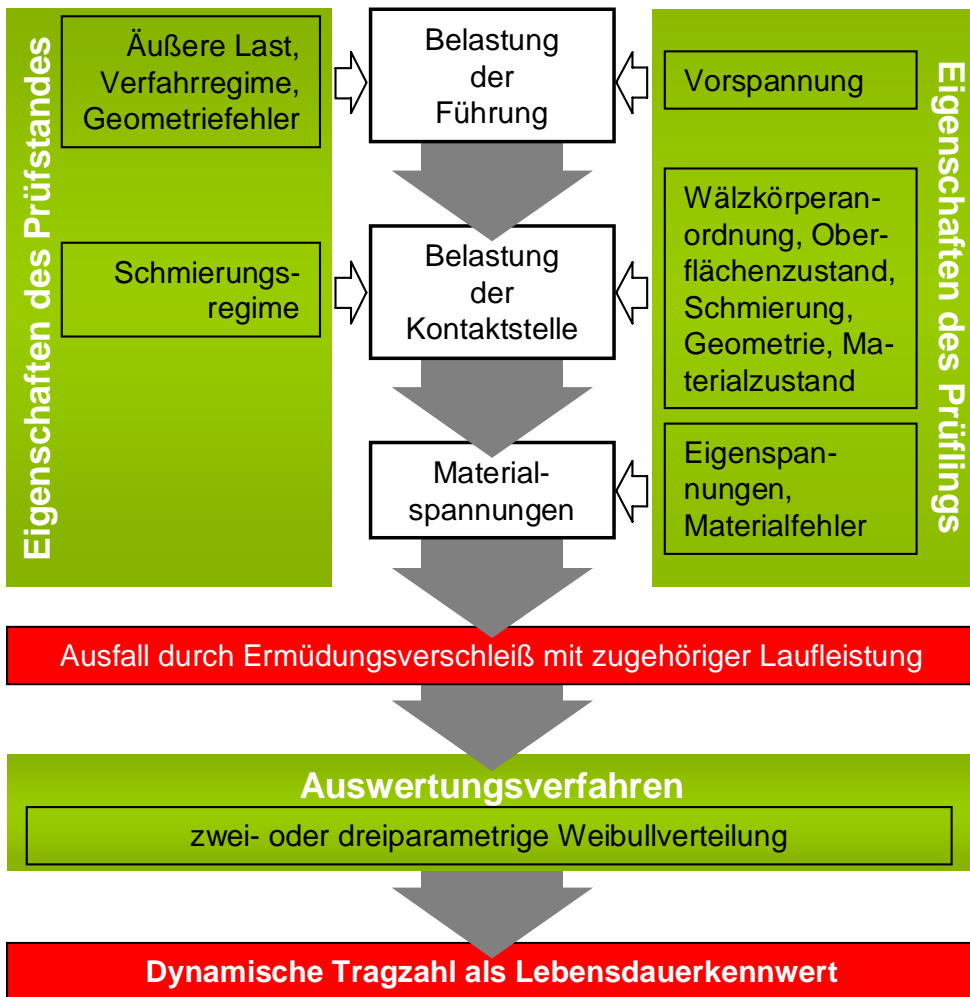 Eigenschaften des Prüfstandes
Äußere Last,
Verfahrregime,
Geometriefehler
Belastung
der
Führung
Vorspannung
Eigenschaften des Prüflings
Schmierungs-
regime
Belastung
der
Kontaktstelle
Wälzkörperan-
ordnung, Ober-
flächenzustand,
Schmierung,
Geometrie, Ma-
terialzustand
Material-
spannungen
Eigenspan-
nungen,
Materialfehler
Ausfall durch Ermüdungsverschleiß mit zugehöriger Laufleistung
Auswertungsverfahren
zwei- oder dreiparametrige Weibullverteilung
Dynamische Tragzahl als Lebensdauerkennwert